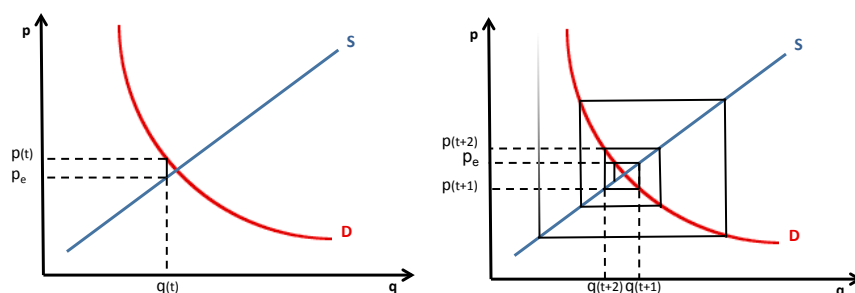 p
S
p(t)
pe
D
q(t)
q
p
S
p(t+2)
pe
p(t+1)
D
q(t+2) q(t+1)
q